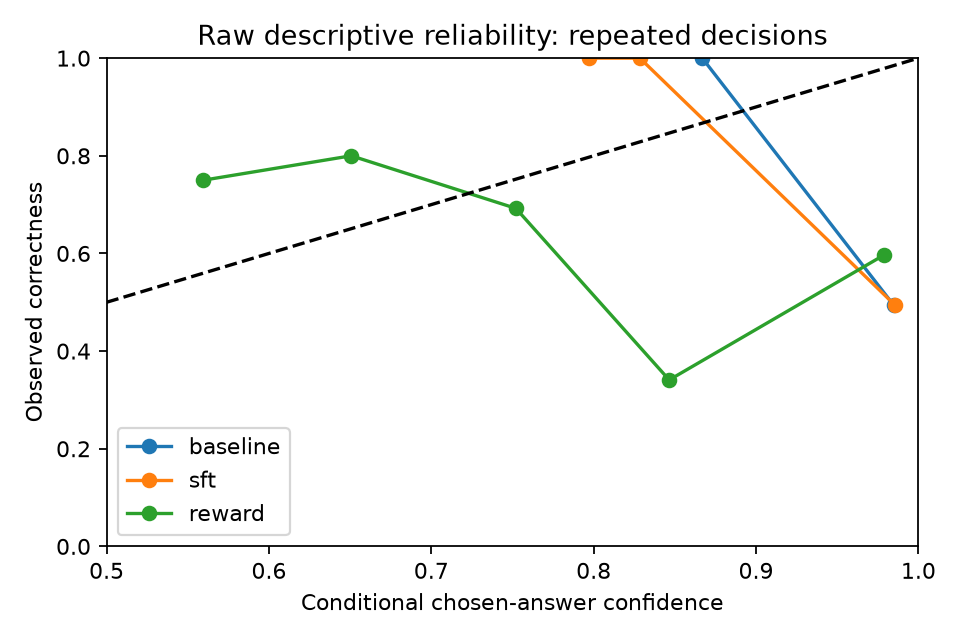 Raw descriptive reliability: repeated decisions
Observed correctness
1.0
0.8
0.6
0.4
0.2
0.0
baseline
sft
reward
0.5 0.6 0.7 0.8 0.9 1.0
Conditional chosen-answer confidence